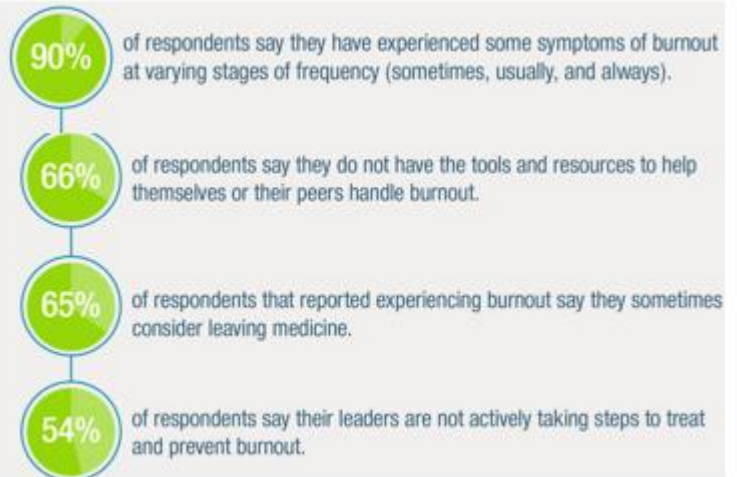 90%
of respondents say they have experienced some symptoms of burnout
at varying stages of frequency (sometimes, usually, and always).
66%
of respondents say they do not have the tools and resources to help
themselves or their peers handle burnout.
65%
of respondents that reported experiencing burnout say they sometimes
consider leaving medicine.
54%
of respondents say their leaders are not actively taking steps to treat
and prevent burnout.